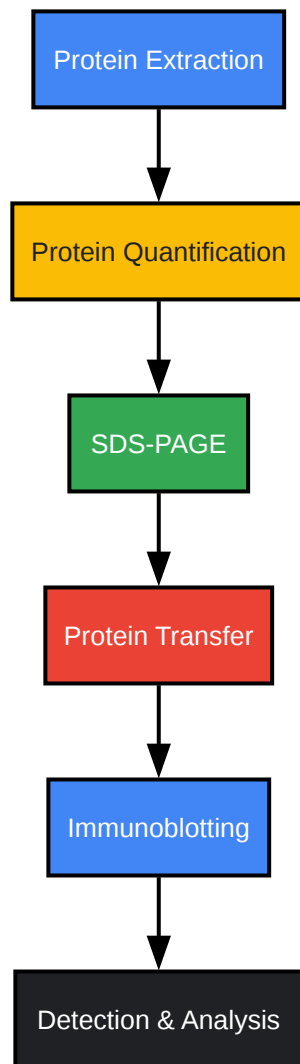 Protein Extraction
Protein Quantification
SDS-PAGE
Protein Transfer
Immunoblotting
Detection & Analysis